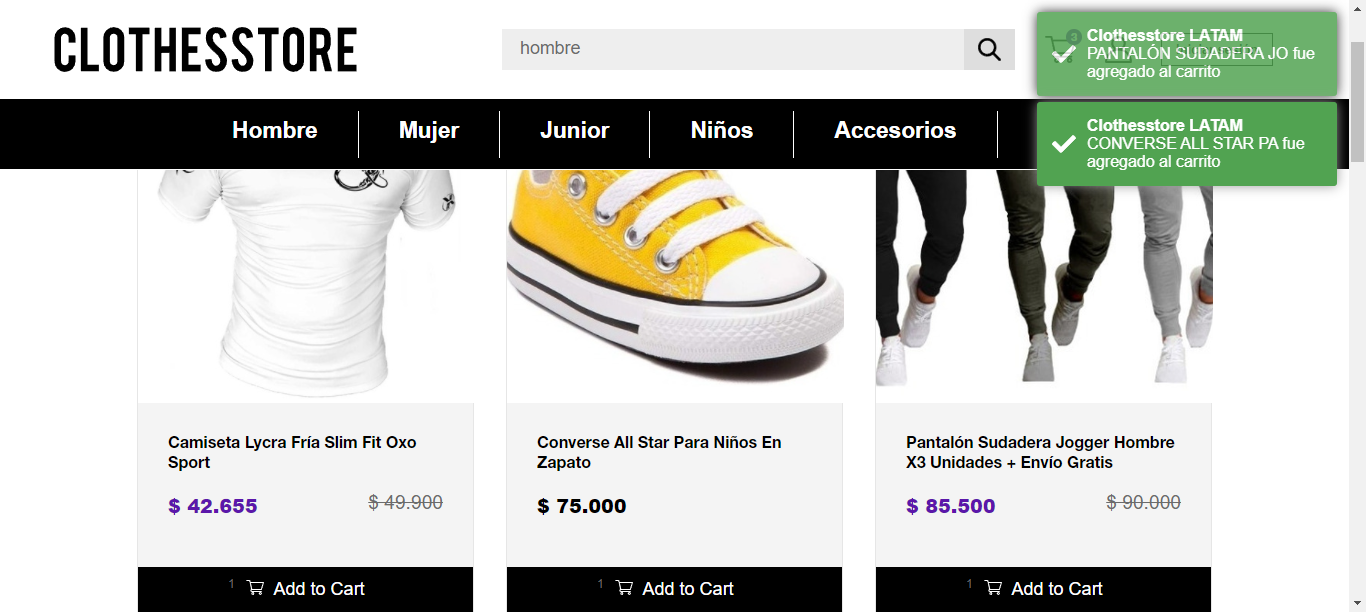 CLOTHESSTORE
hombre
3
Clothesstore LATAM
PANTALÓN SUDADERA JO fue
agregado al carrito
Clothesstore LATAM
CONVERSE ALL STAR PA fue
agregado al carrito
Hombre
Mujer
Junior
Niños
Accesorios
Camiseta Lycra Fría Slim Fit Oxo
Sport
$ 42.655
$ 49.900
1
Add to Cart
Converse All Star Para Niños En
Zapato
$ 75.000
1
Add to Cart
Pantalón Sudadera Jogger Hombre
X3 Unidades + Envío Gratis
$ 85.500
$ 90.000
1
Add to Cart